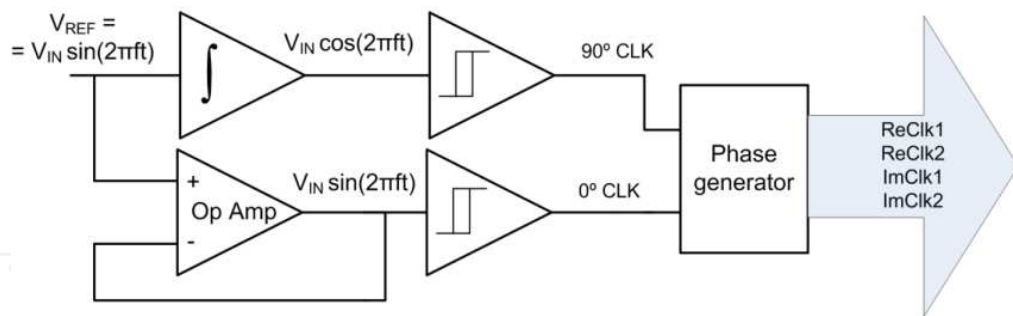 V_REF =
= V_IN sin(2πft)
∫
V_IN cos(2πft)
90º CLK
+
Op Amp
-
V_IN sin(2πft)
0º CLK
Phase
generator
ReClk1
ReClk2
ImClk1
ImClk2